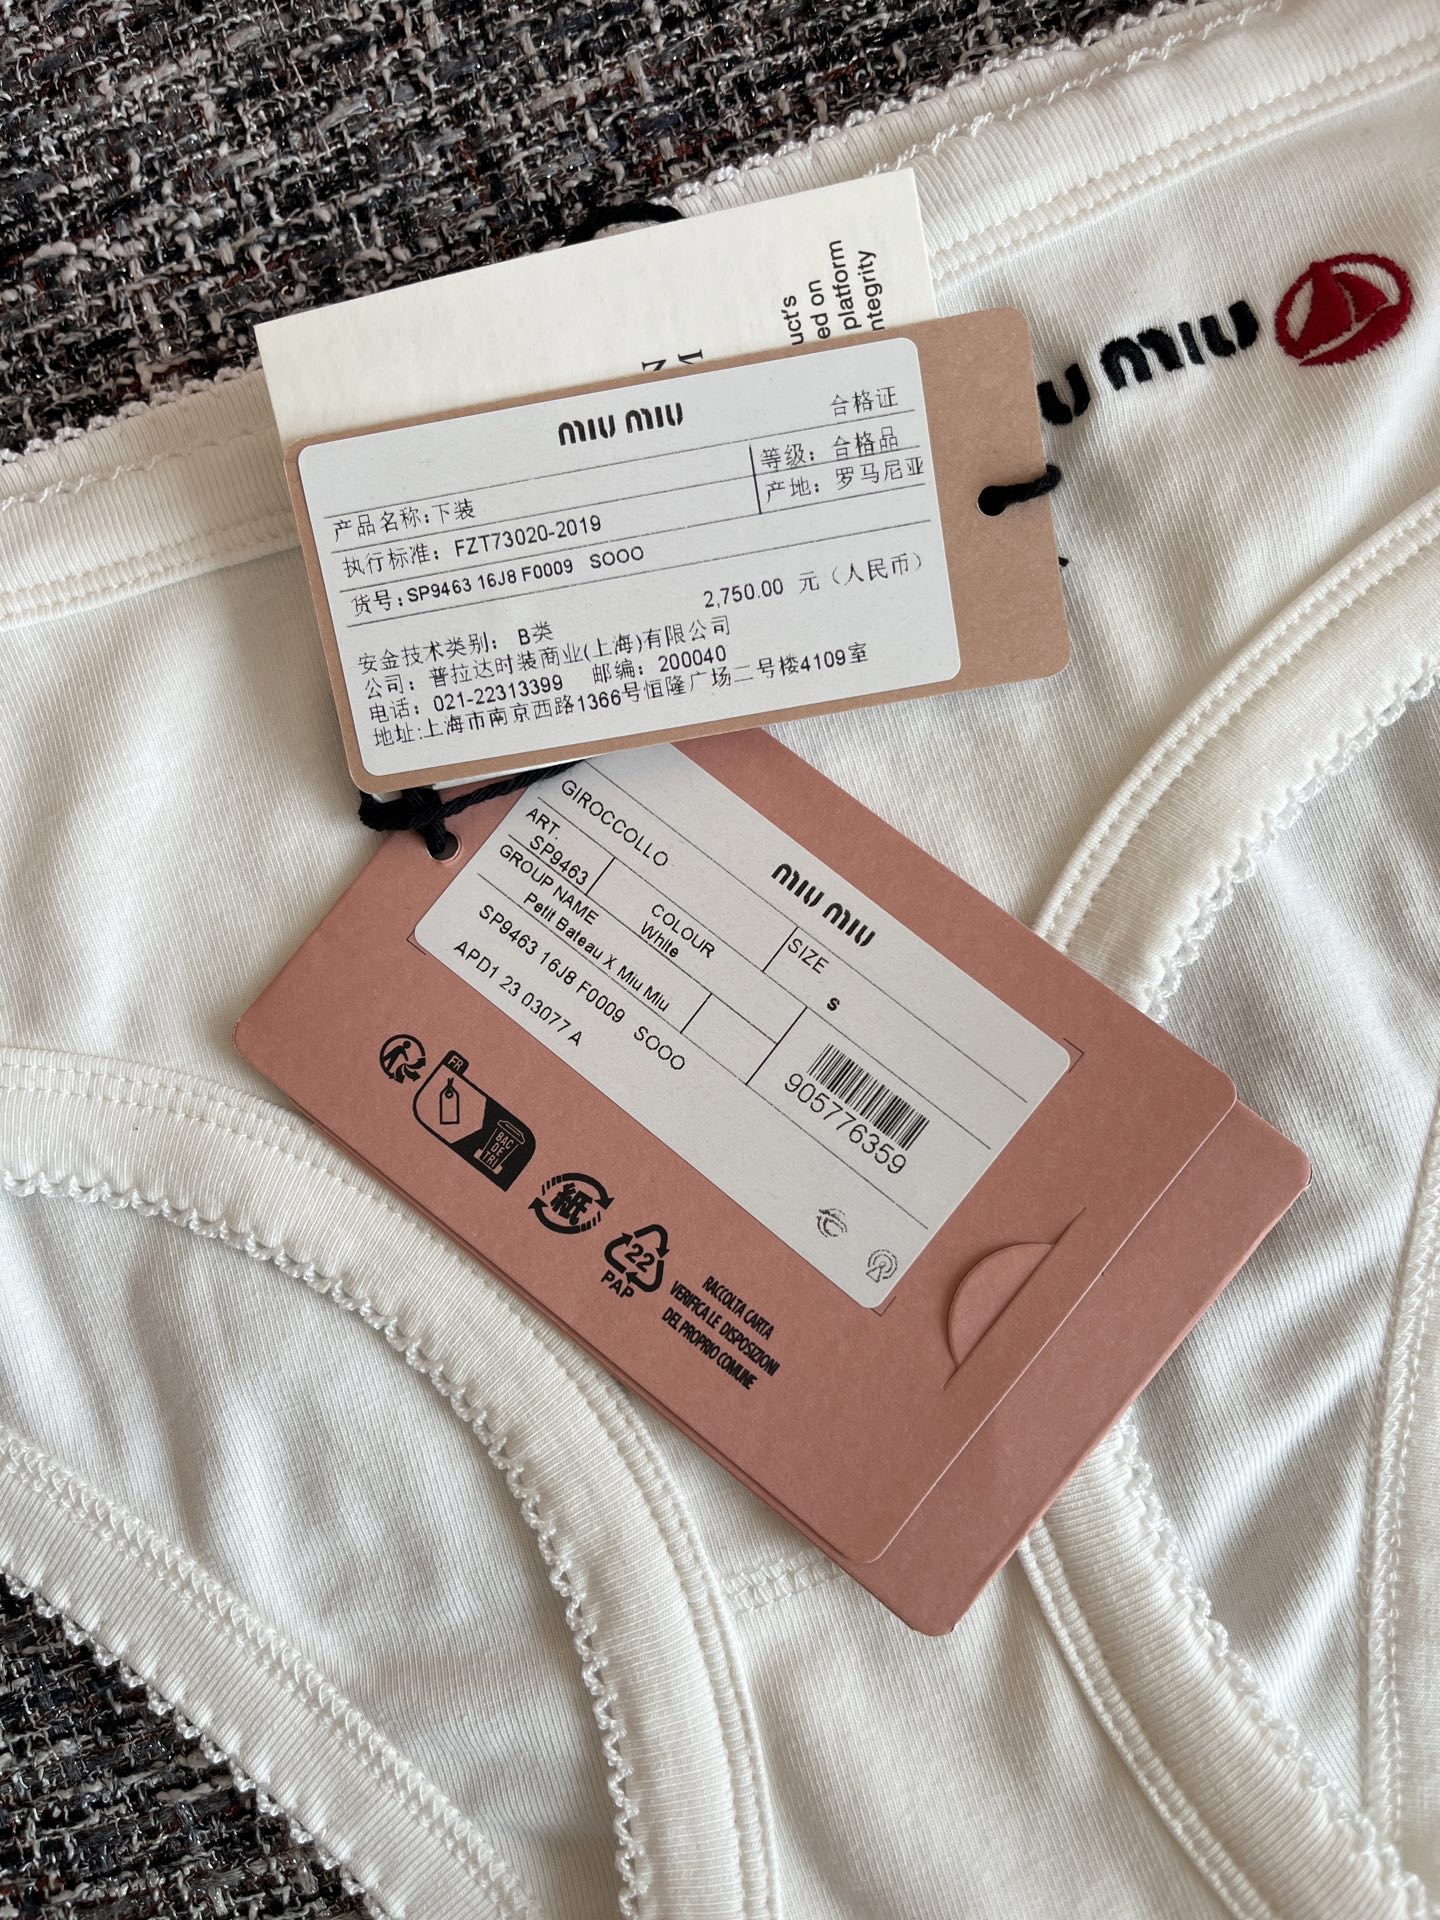 uct's
ed on
platform
ntegrity
N
M
U MIU
MIU MIU
合格证
等级：合格品
产地：罗马尼亚
产品名称:下装
执行标准：FZT73020-2019
货号:SP9463 16J8 F0009 SOOO
2,750.00 元（人民币）
安全技术类别：B类
公司：普拉达时装商业(上海)有限公司
电话：021-22313399 邮编：200040
地址:上海市南京西路1366号恒隆广场二号楼4109室
GIROCCOLLO
MIU MIU
ART.
SP9463
COLOUR
White
SIZE
S
GROUP NAME
Petit Bateau X Miu Miu
SP9463 16J8 F0009 SOOO
APD1 23 03077 A
905776359
FR
BAC
DE
TRI
紙
22
PAP
RACCOLTA CARTA
VERIFICA LE DISPOSIZIONI
DEL PROPRIO COMUNE